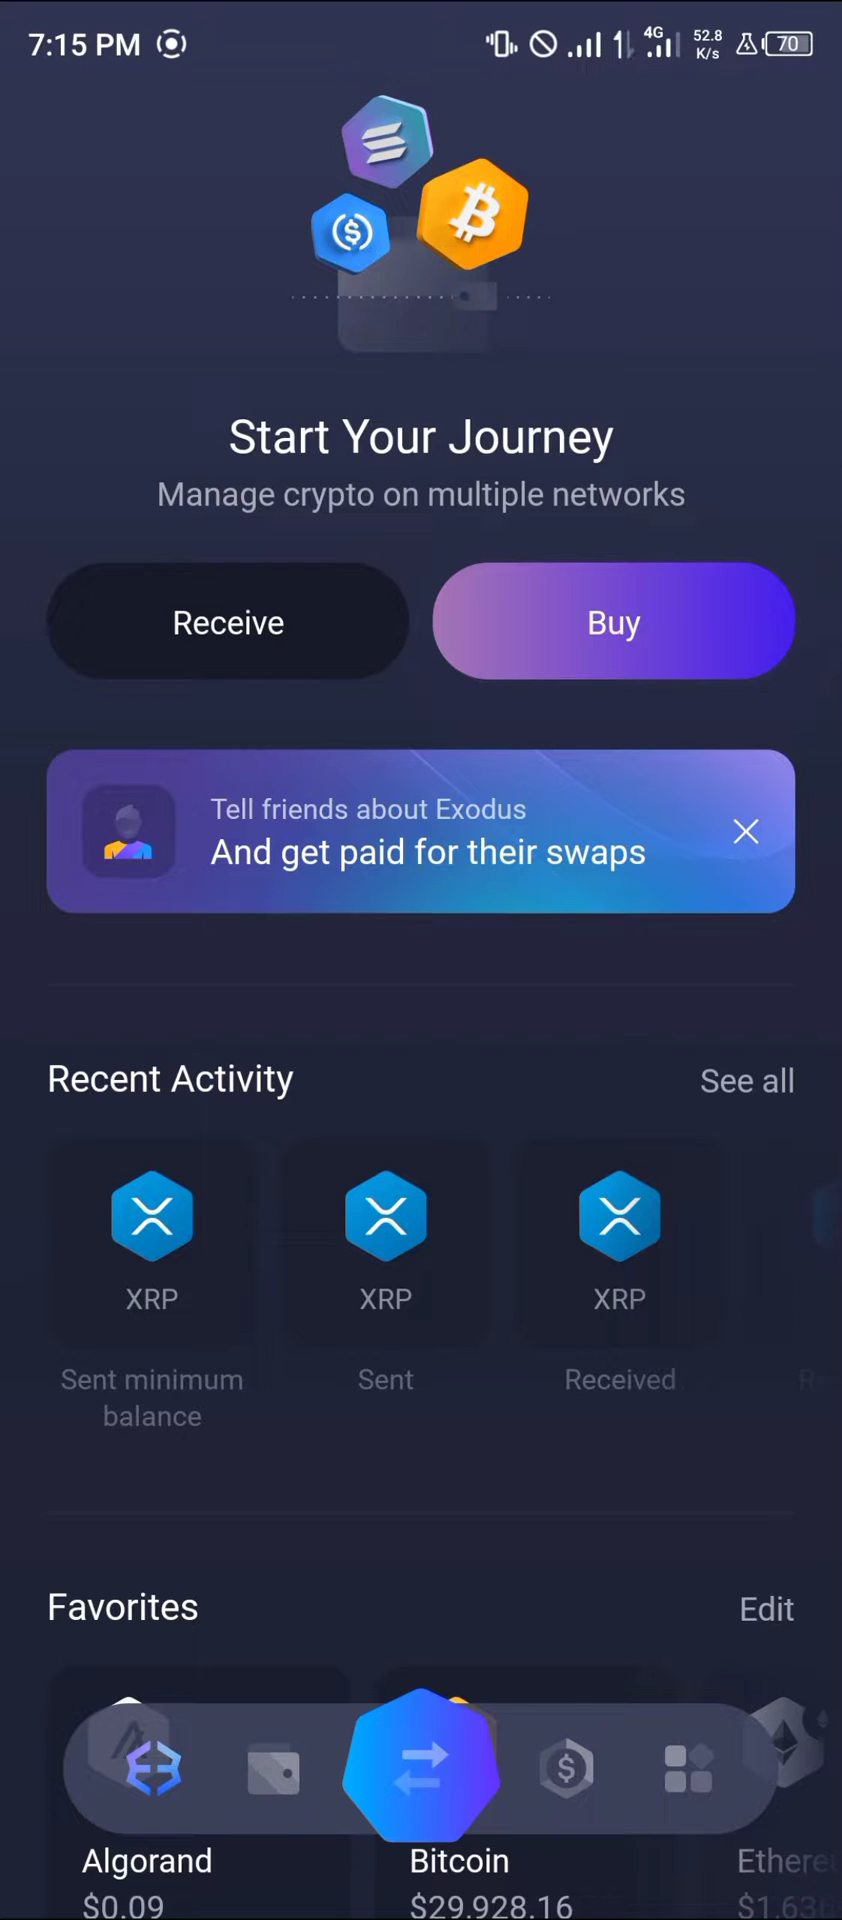 7:15 PM
4G
52.8
K/s
70
Start Your Journey
Manage crypto on multiple networks
Receive
Buy
Tell friends about Exodus
And get paid for their swaps
Recent Activity
See all
XRP
XRP
XRP
Sent minimum
balance
Sent
Received
Favorites
Edit
Algorand
Bitcoin
$0.09
$29,928.16